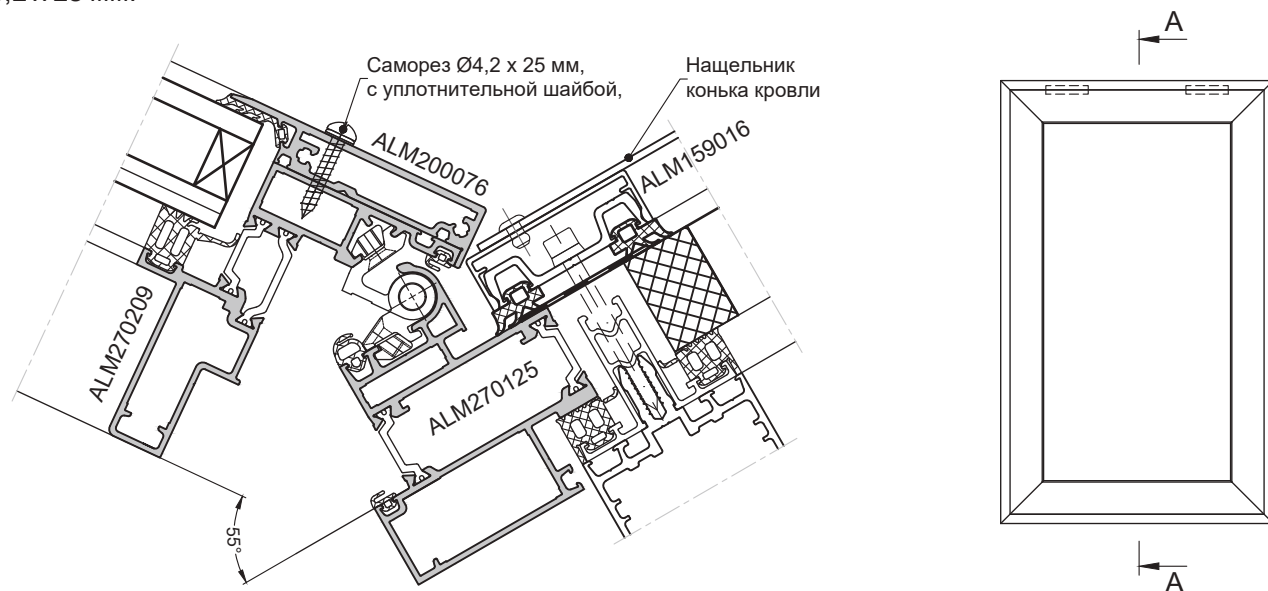 А
Саморез Ø4,2 х 25 мм,
с уплотнительной шайбой,
Нащельник
конька кровли
ALM200076
ALM159016
ALM270209
ALM270125
55°
А